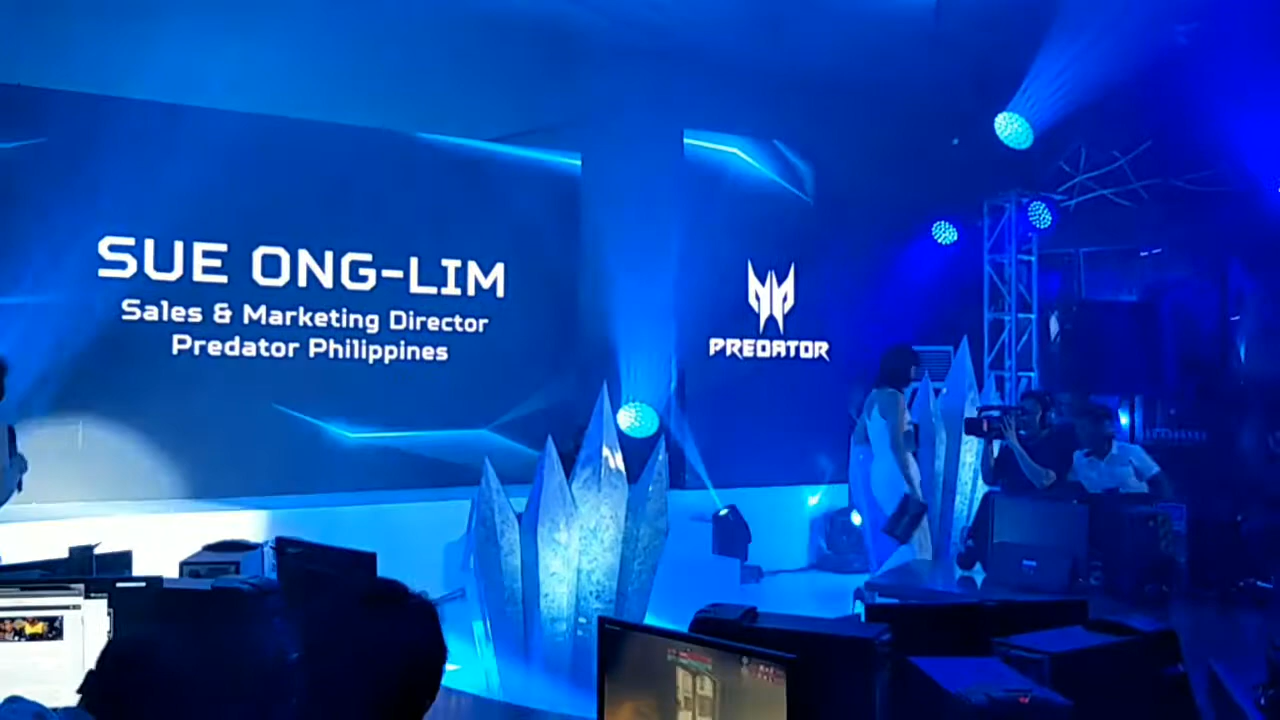 SUE ONG-LIM
Sales & Marketing Director
Predator Philippines
PREDATOR